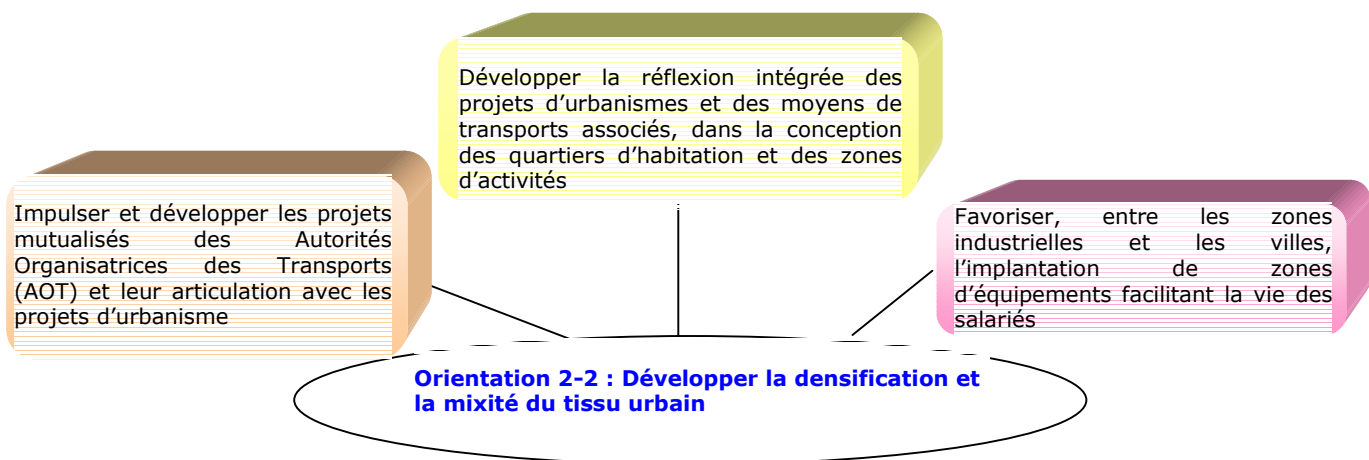 Développer la réflexion intégrée des
projets d’urbanismes et des moyens de
transports associés, dans la conception
des quartiers d’habitation et des zones
d’activités
Impulser et développer les projets
mutualisés des Autorités
Organisatrices des Transports
(AOT) et leur articulation avec les
projets d’urbanisme
Favoriser, entre les zones
industrielles et les villes,
l’implantation de zones
d’équipements facilitant la vie des
salariés
Orientation 2-2 : Développer la densification et
la mixité du tissu urbain